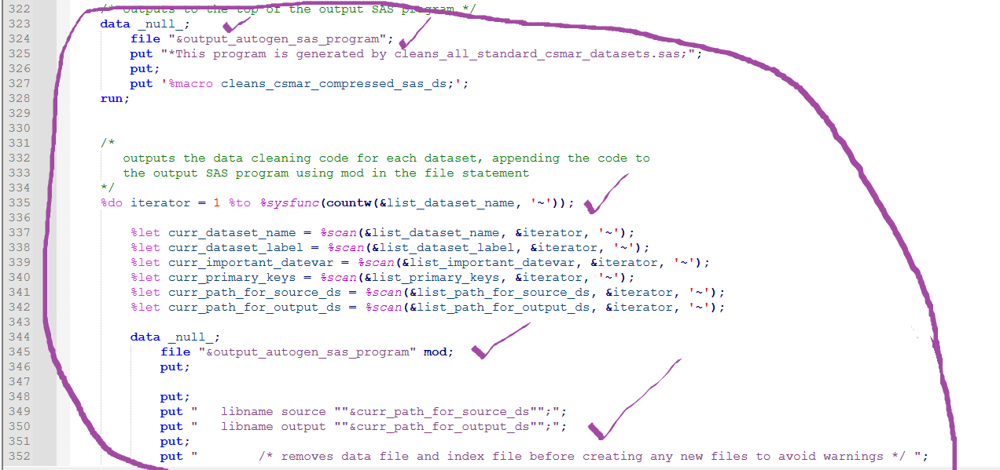 322 /* outputs to the top of the output SAS program */
323 data _null_;
324 file "&output_autogen_sas_program";
325 put "*This program is generated by cleans_all_standard_csmar_datasets.sas;";
326 put;
327 put '%macro cleans_csmar_compressed_sas_ds;';
328 run;
329
330
331 /*
332 outputs the data cleaning code for each dataset, appending the code to
333 the output SAS program using mod in the file statement
334 */
335 %do iterator = 1 %to %sysfunc(countw(&list_dataset_name, '~'));
336
337 %let curr_dataset_name = %scan(&list_dataset_name, &iterator, '~');
338 %let curr_dataset_label = %scan(&list_dataset_label, &iterator, '~');
339 %let curr_important_datevar = %scan(&list_important_datevar, &iterator, '~');
340 %let curr_primary_keys = %scan(&list_primary_keys, &iterator, '~');
341 %let curr_path_for_source_ds = %scan(&list_path_for_source_ds, &iterator, '~');
342 %let curr_path_for_output_ds = %scan(&list_path_for_output_ds, &iterator, '~');
343
344 data _null_;
345 file "&output_autogen_sas_program" mod;
346 put;
347
348 put;
349 put "   libname source ""&curr_path_for_source_ds"";";
350 put "   libname output ""&curr_path_for_output_ds"";";
351 put;
352 put "        /* removes data file and index file before creating any new files to avoid warnings */ ";